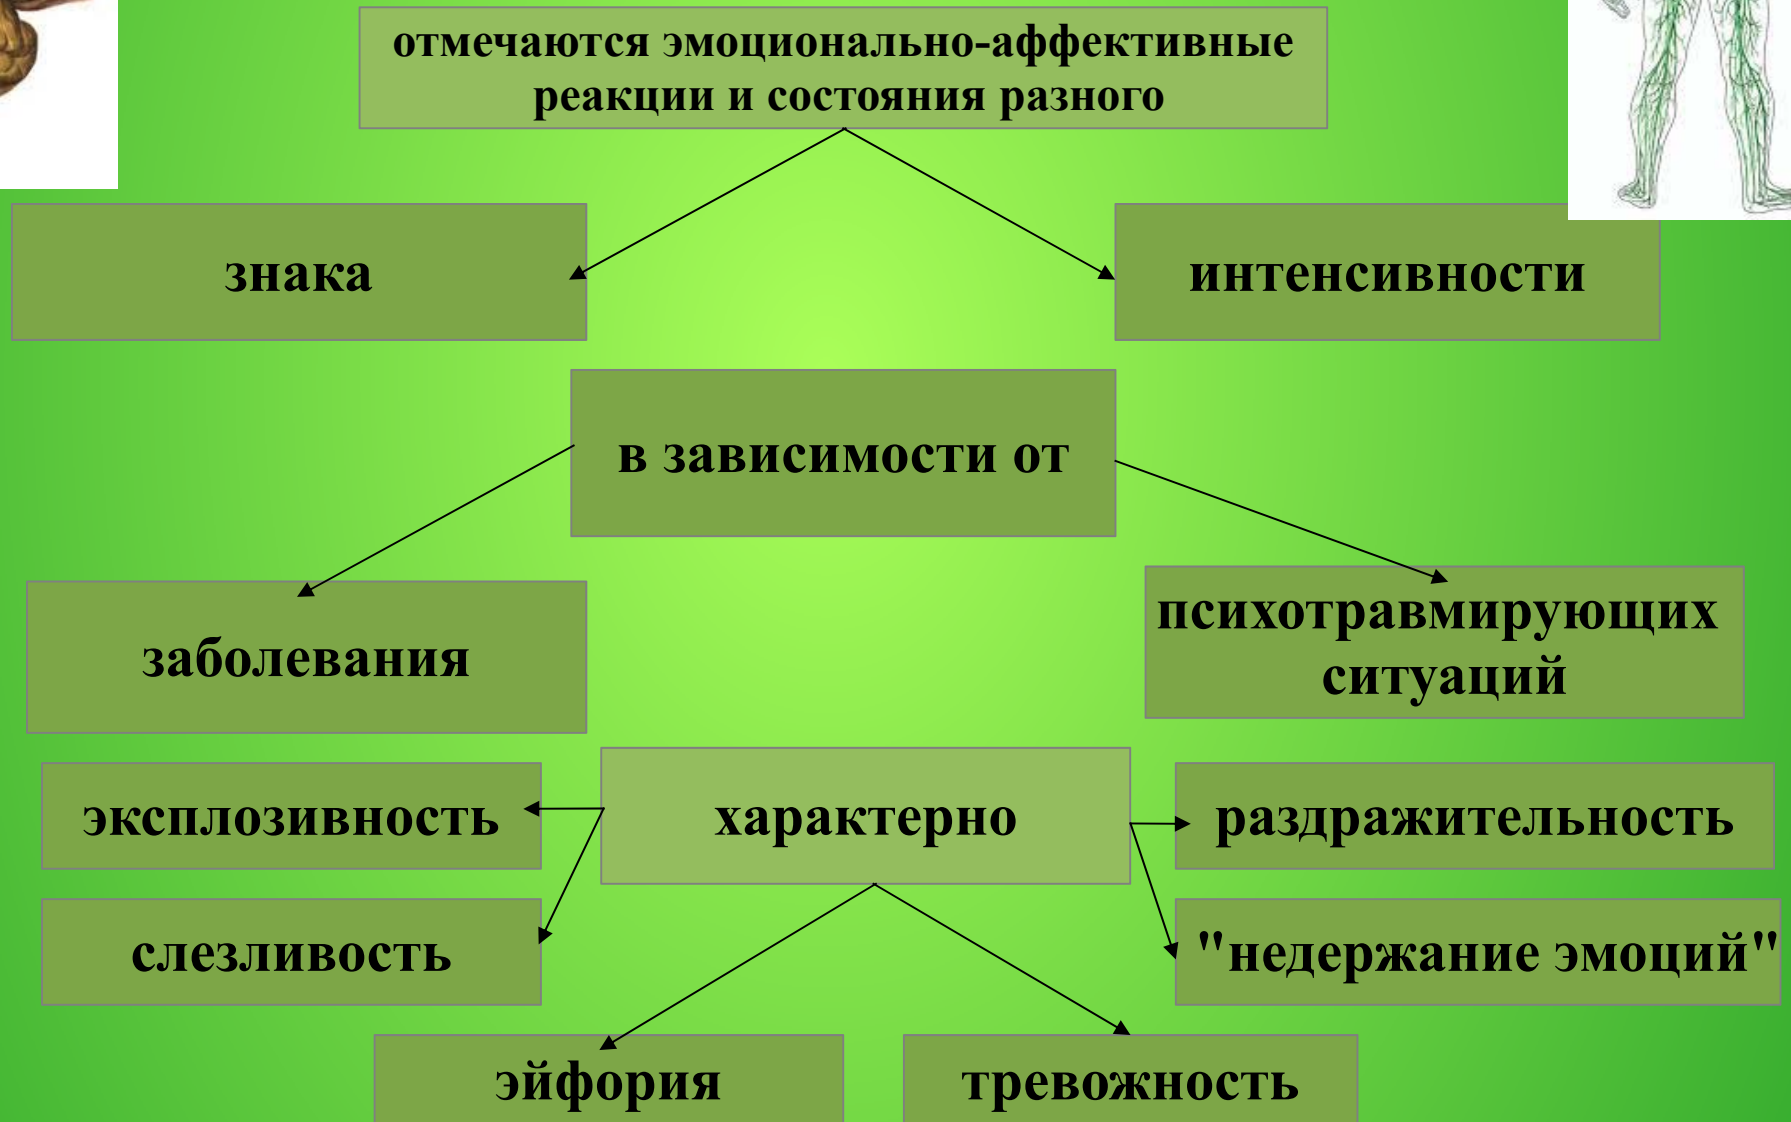 отмечаются эмоционально-аффективные
реакции и состояния разного
знака
интенсивности
в зависимости от
заболевания
психотравмирующих
ситуаций
эксплозивность
характерно
раздражительность
слезливость
"недержание эмоций"
эйфория
тревожность